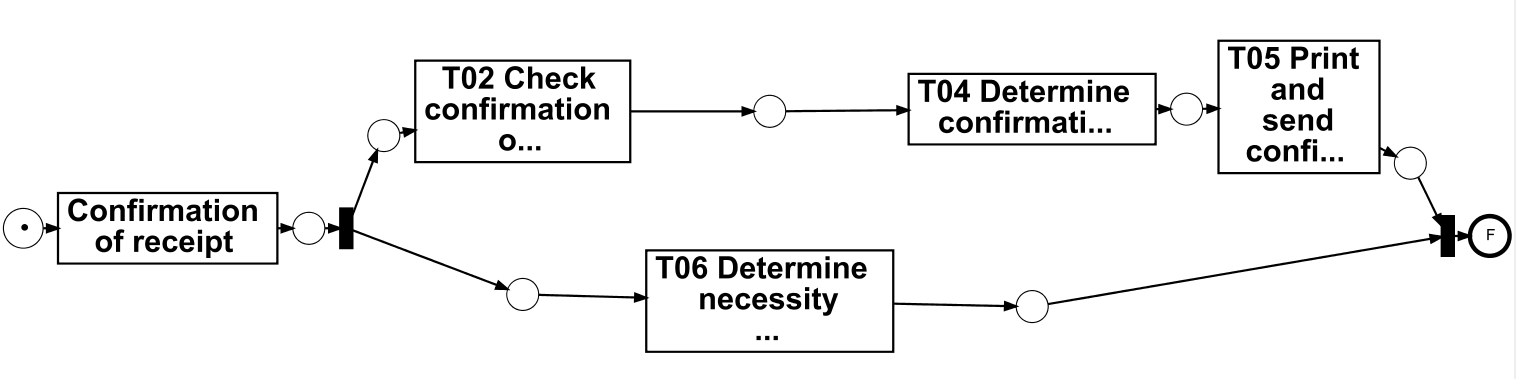 Confirmation
of receipt
T02 Check
confirmation
o...
T04 Determine
confirmati...
T05 Print
and
send
confi...
T06 Determine
necessity
...
F